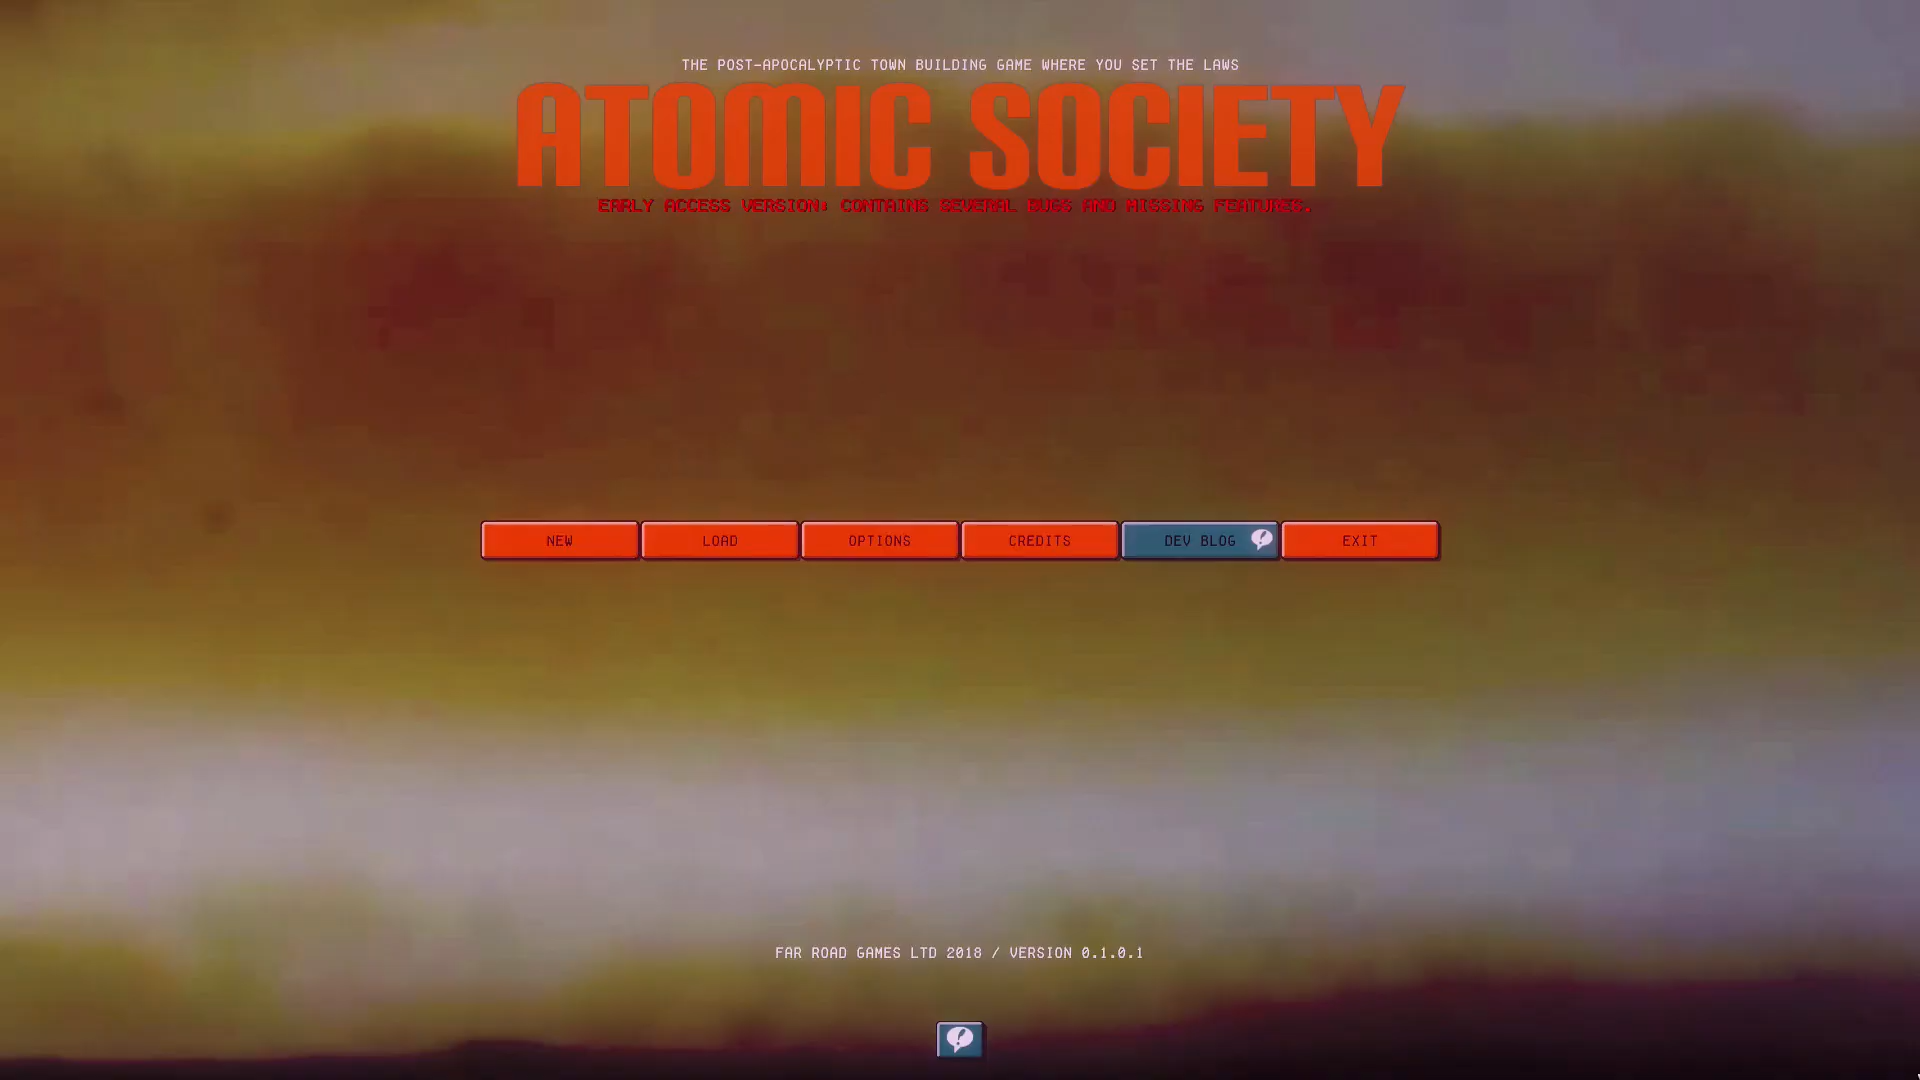 THE POST-APOCALYPTIC TOWN BUILDING GAME WHERE YOU SET THE LAWS
ATOMIC SOCIETY
EARLY ACCESS VERSION: CONTAINS SEVERAL BUGS AND MISSING FEATURES.
NEW LOAD OPTIONS CREDITS DEV BLOG EXIT
FAR ROAD GAMES LTD 2018 / VERSION 0.1.0.1